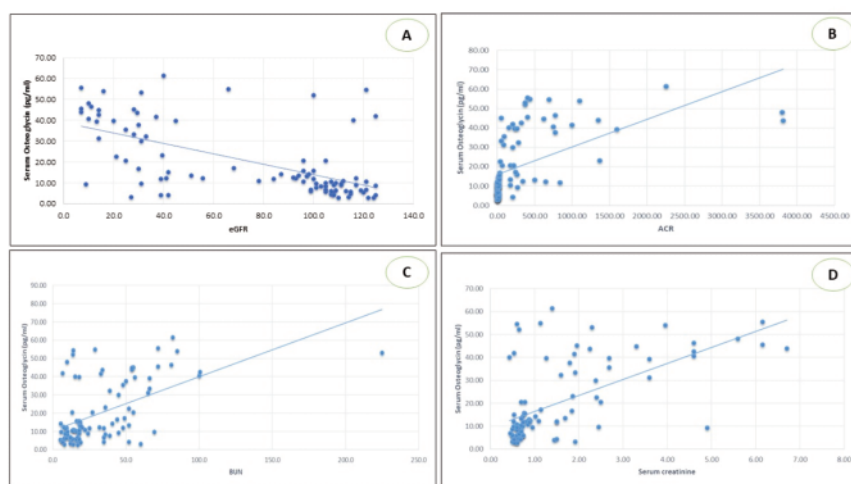 A
Serum Osteoglycin (pg/ml)
70.00
60.00
50.00
40.00
30.00
20.00
10.00
0.00
0.0 20.0 40.0 60.0 80.0 100.0 120.0 140.0
eGFR
B
Serum Osteoglycin (pg/ml)
80.00
70.00
60.00
50.00
40.00
30.00
20.00
10.00
0.00
0.00 500.00 1000.00 1500.00 2000.00 2500.00 3000.00 3500.00 4000.00 4500.00
ACR
C
Serum Osteoglycin (pg/ml)
90.00
80.00
70.00
60.00
50.00
40.00
30.00
20.00
10.00
0.00
0.0 50.0 100.0 150.0 200.0 250.0
BUN
D
Serum Osteoglycin (pg/ml)
70.00
60.00
50.00
40.00
30.00
20.00
10.00
0.00
0.00 1.00 2.00 3.00 4.00 5.00 6.00 7.00 8.00
Serum creatinine